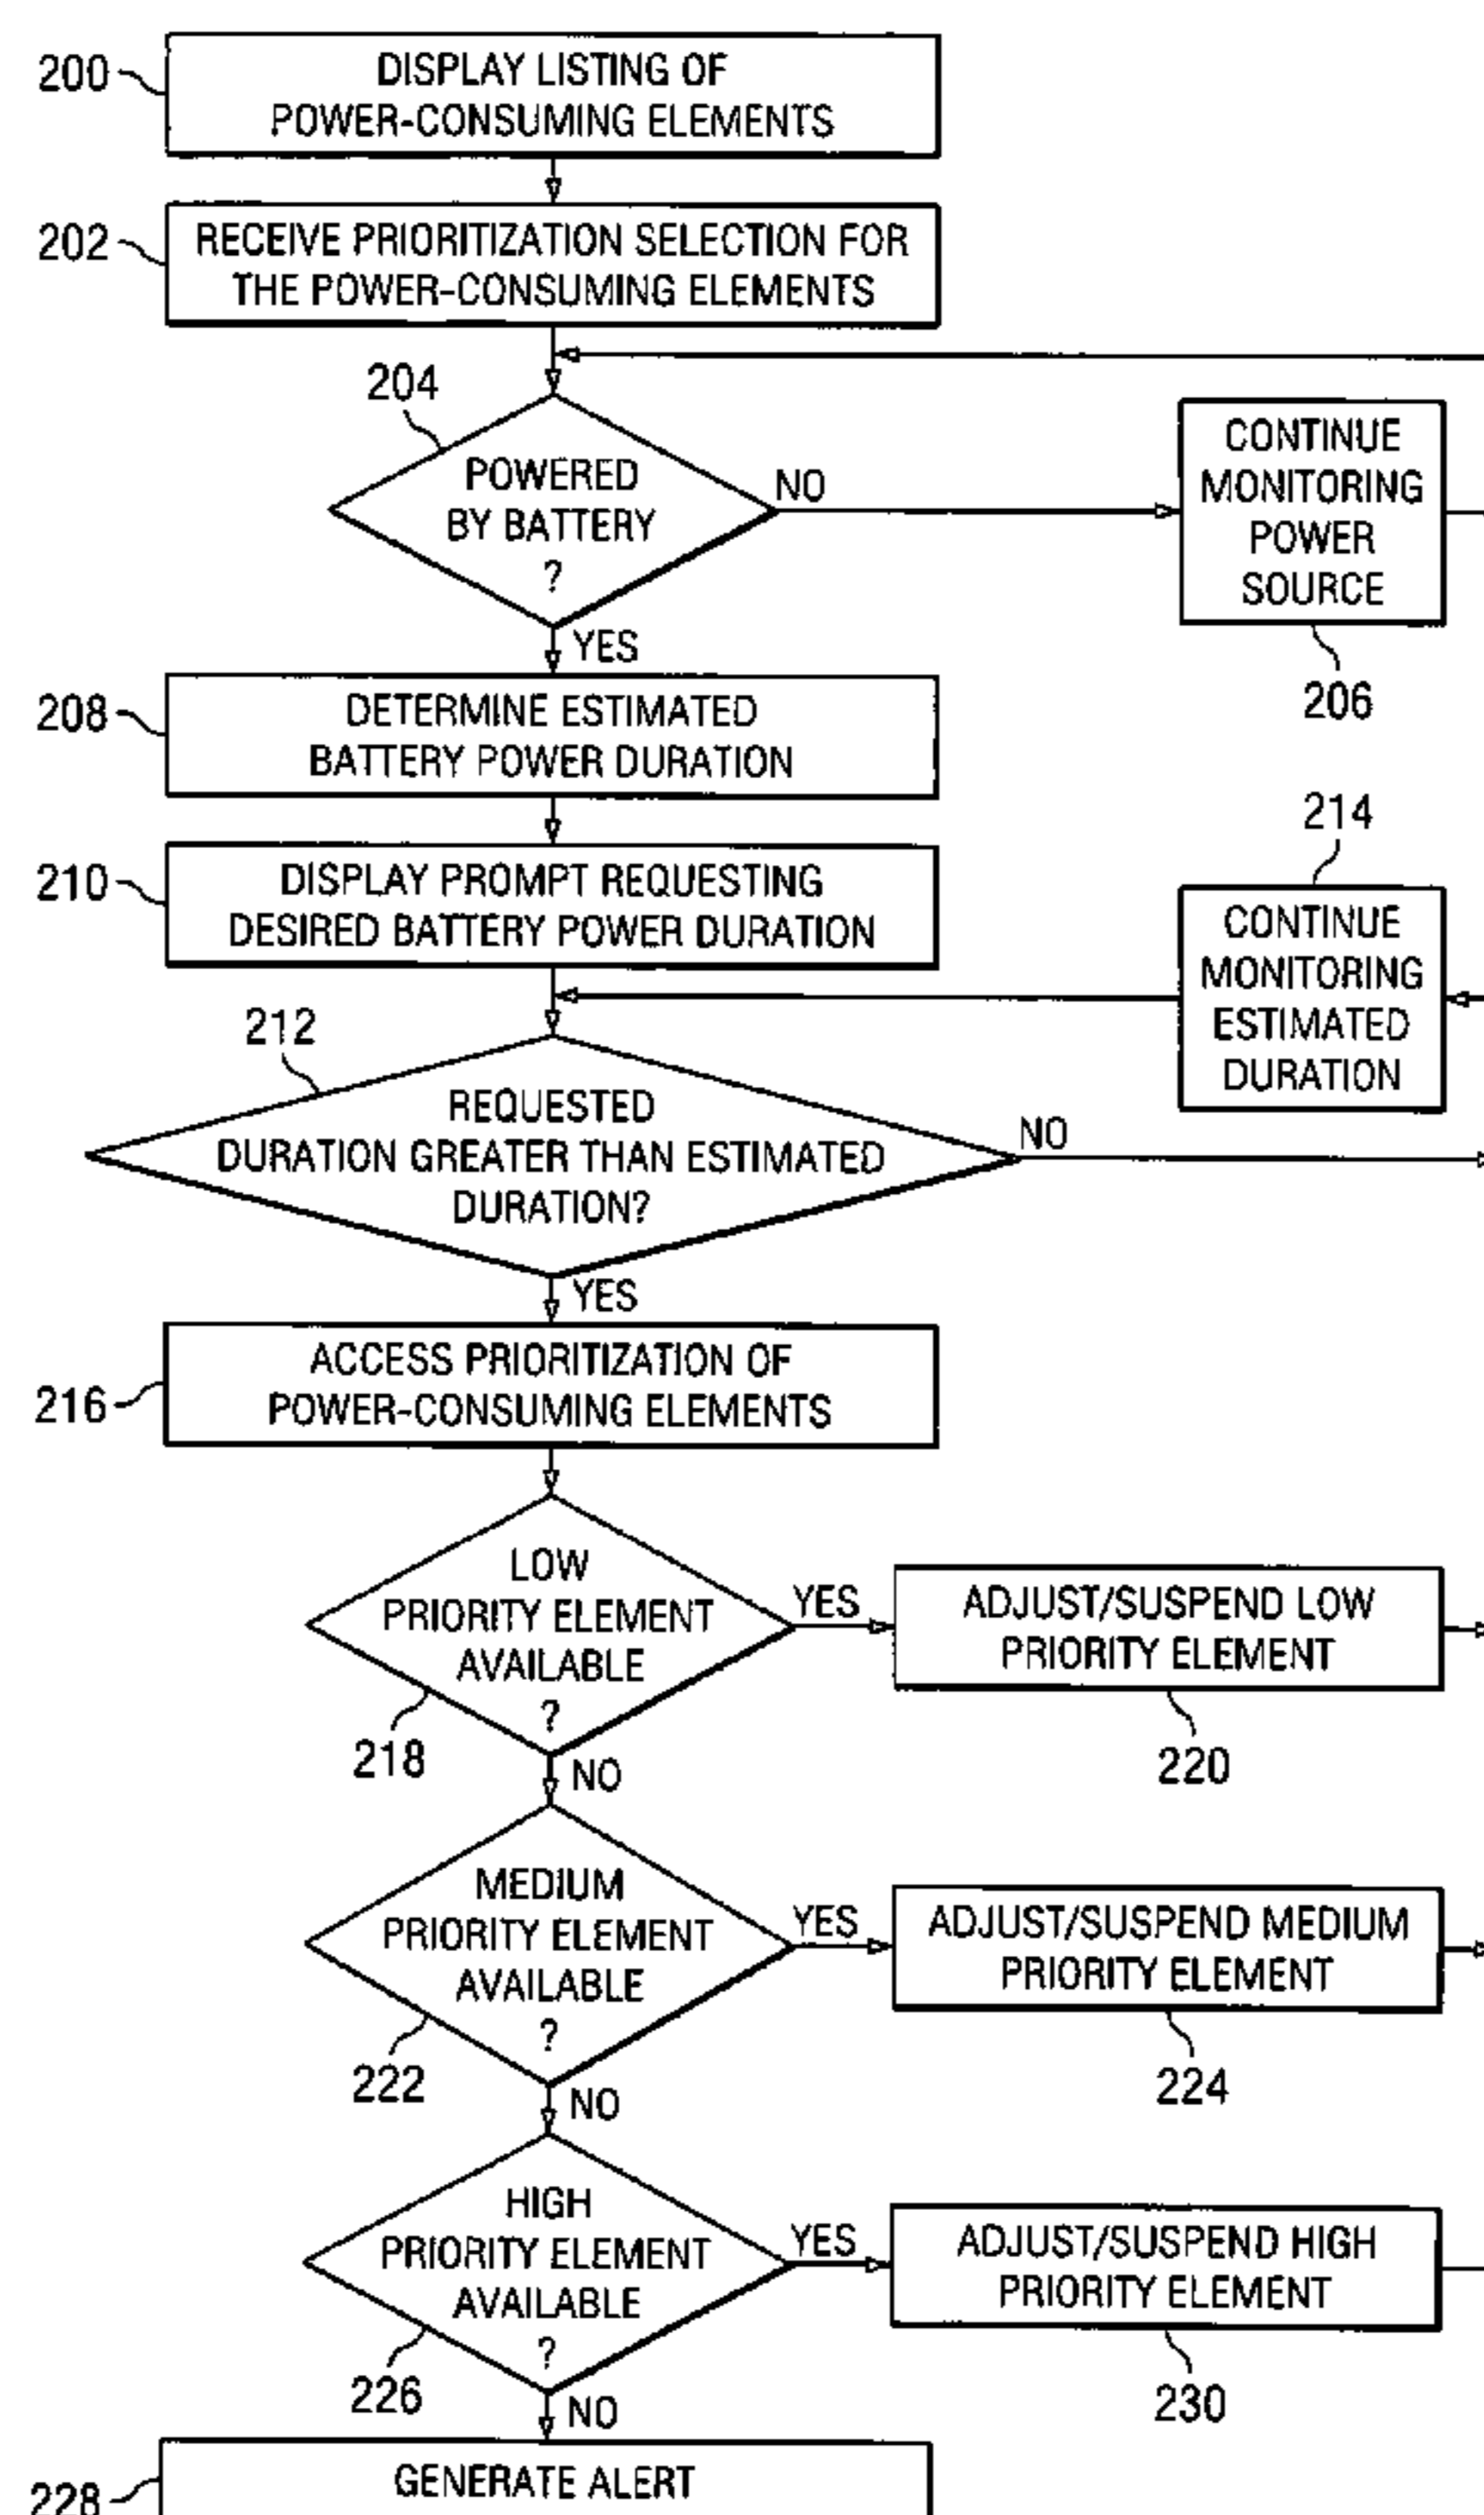 200
DISPLAY LISTING OF
POWER-CONSUMING ELEMENTS
202
RECEIVE PRIORITIZATION SELECTION FOR
THE POWER-CONSUMING ELEMENTS
204
POWERED
BY BATTERY
?
NO
CONTINUE
MONITORING
POWER
SOURCE
206
YES
208
DETERMINE ESTIMATED
BATTERY POWER DURATION
210
DISPLAY PROMPT REQUESTING
DESIRED BATTERY POWER DURATION
214
CONTINUE
MONITORING
ESTIMATED
DURATION
212
REQUESTED
DURATION GREATER THAN ESTIMATED
DURATION?
NO
YES
216
ACCESS PRIORITIZATION OF
POWER-CONSUMING ELEMENTS
LOW
PRIORITY ELEMENT
AVAILABLE
?
218
YES
ADJUST/SUSPEND LOW
PRIORITY ELEMENT
220
NO
MEDIUM
PRIORITY ELEMENT
AVAILABLE
?
222
YES
ADJUST/SUSPEND MEDIUM
PRIORITY ELEMENT
224
NO
HIGH
PRIORITY ELEMENT
AVAILABLE
?
226
YES
ADJUST/SUSPEND HIGH
PRIORITY ELEMENT
230
NO
228
GENERATE ALERT